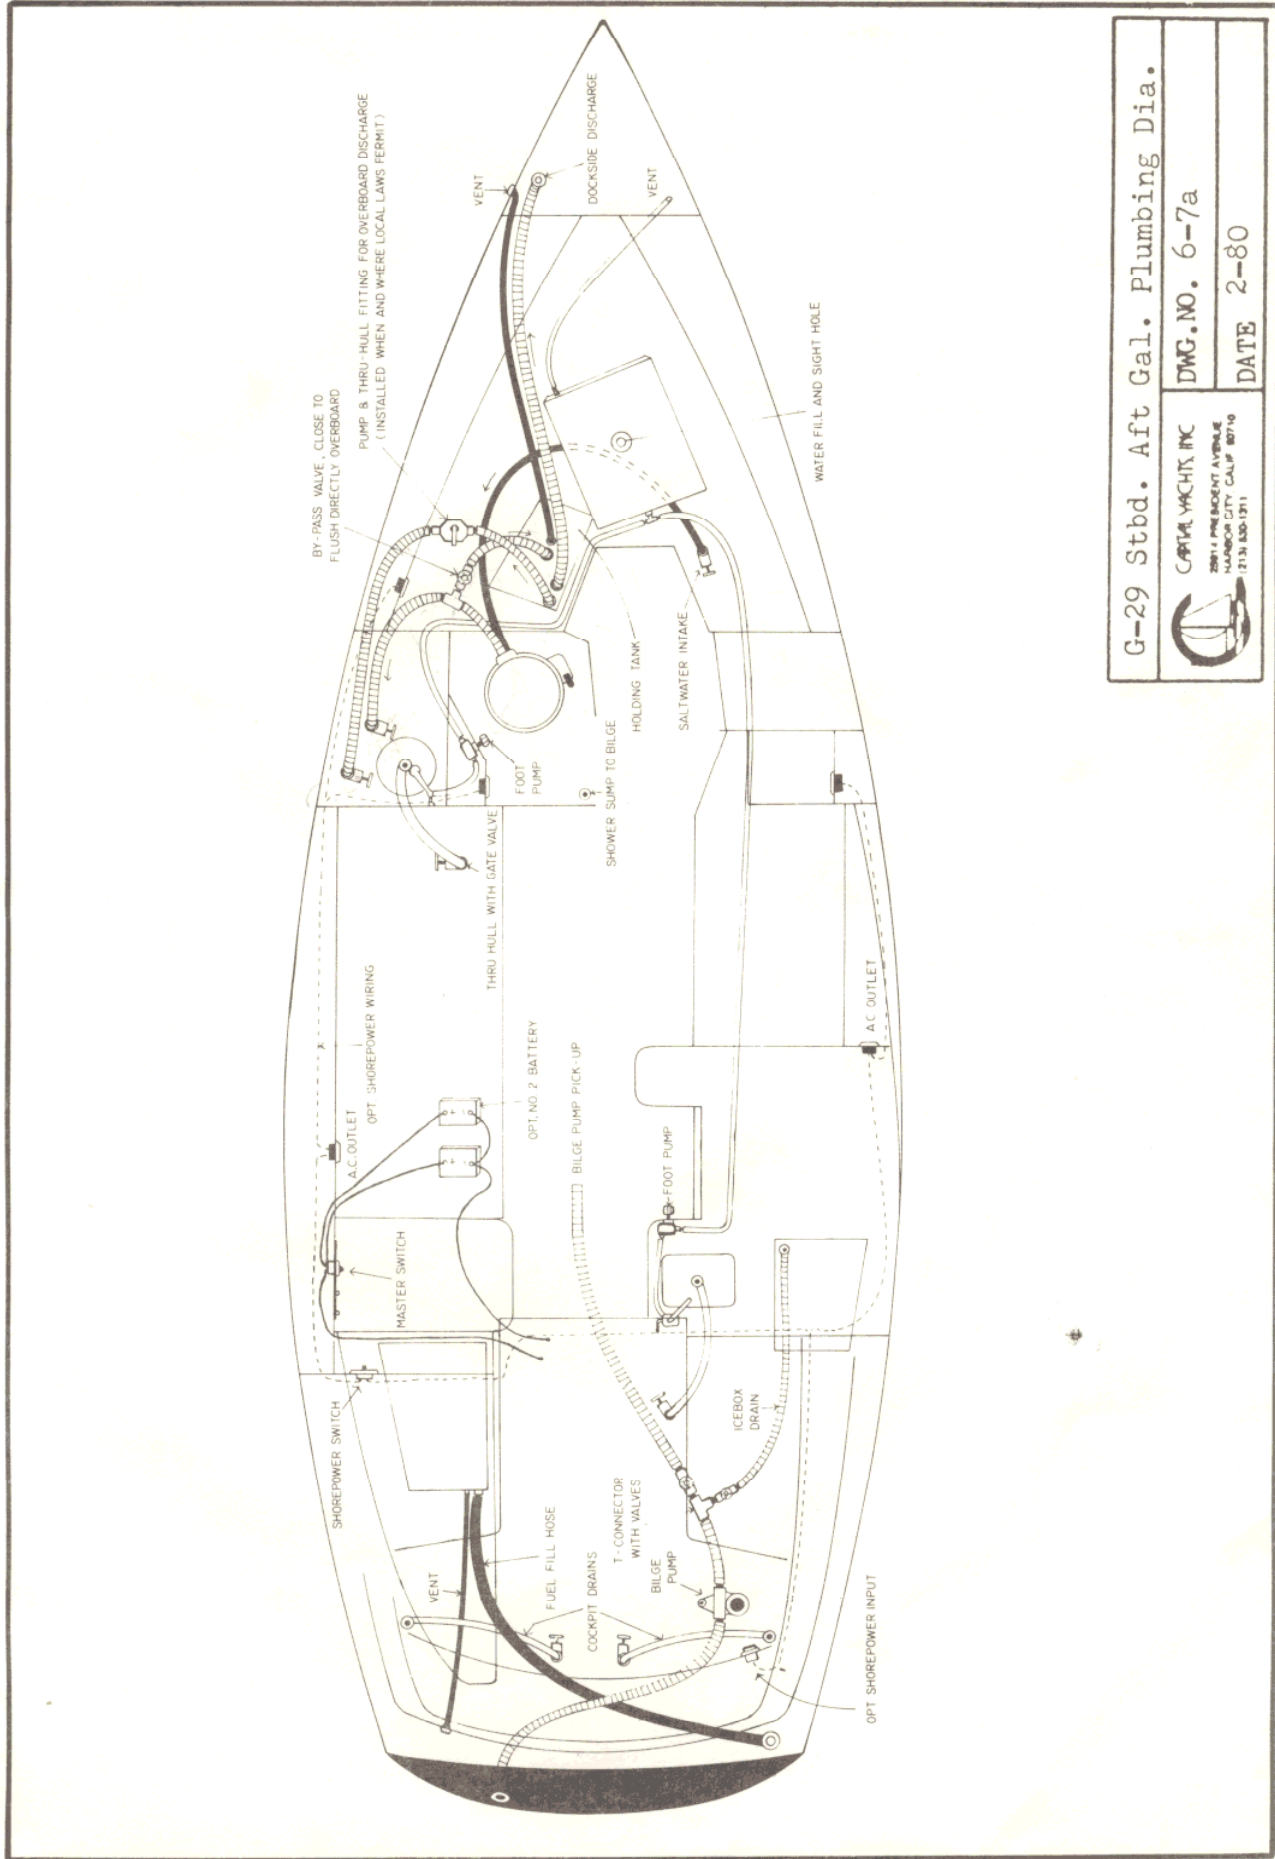 G-29 Stbd. Aft Gal. Plumbing Dia.
CAPITAL YACHTS INC
25914 PRESIDENT AVENUE
HARBOR CITY CALIF 90710
(213) 530-1311
DWG. NO. 6-7a
DATE 2-80
BY-PASS VALVE, CLOSE TO
FLUSH DIRECTLY OVERBOARD
PUMP & THRU-HULL FITTING FOR OVERBOARD DISCHARGE
(INSTALLED WHEN AND WHERE LOCAL LAWS PERMIT)
VENT
DOCKSIDE DISCHARGE
VENT
WATER FILL AND SIGHT HOLE
HOLDING TANK
SALTWATER INTAKE
FOOT
PUMP
SHOWER SUMP TO BILGE
THRU HULL WITH GATE VALVE
OPT SHOREPOWER WIRING
A.C. OUTLET
OPT. NO. 2 BATTERY
BILGE PUMP PICK-UP
A C OUTLET
FOOT PUMP
MASTER SWITCH
SHOREPOWER SWITCH
ICEBOX
DRAIN
T-CONNECTOR
WITH VALVES
FUEL FILL HOSE
VENT
COCKPIT DRAINS
BILGE
PUMP
OPT SHOREPOWER INPUT